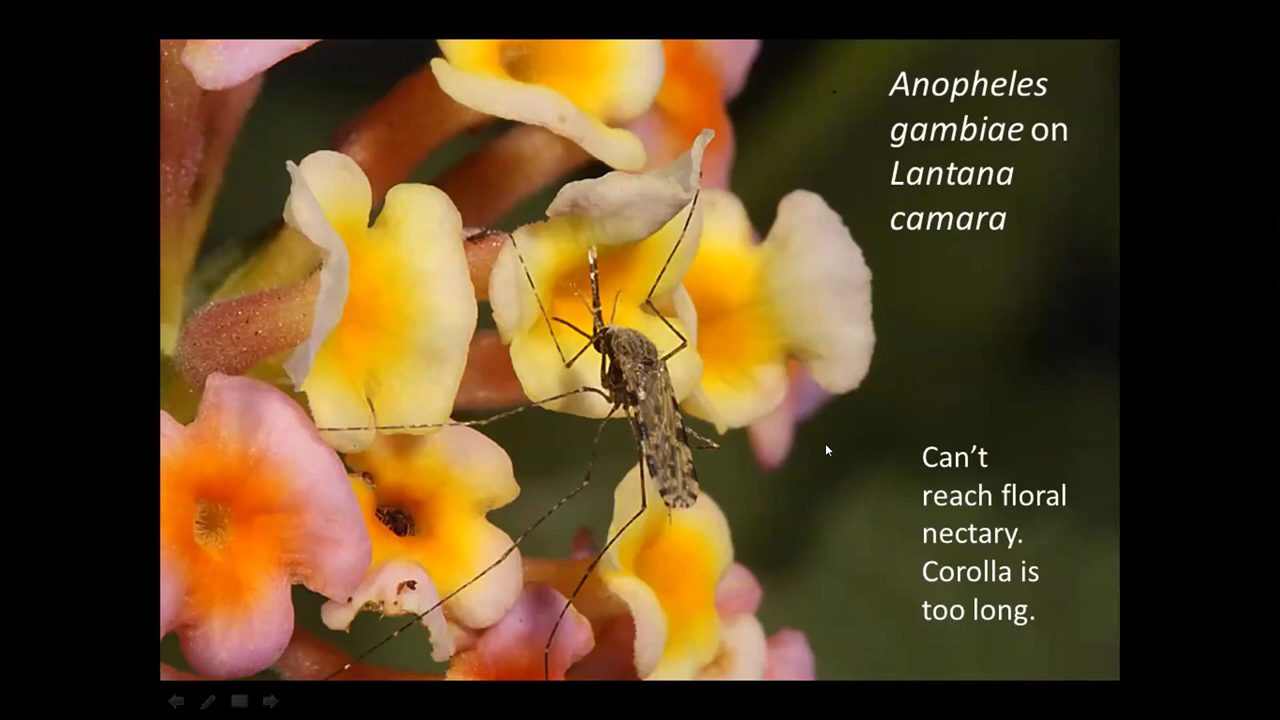 Anopheles
gambiae on
Lantana
camara
Can’t
reach floral
nectary.
Corolla is
too long.